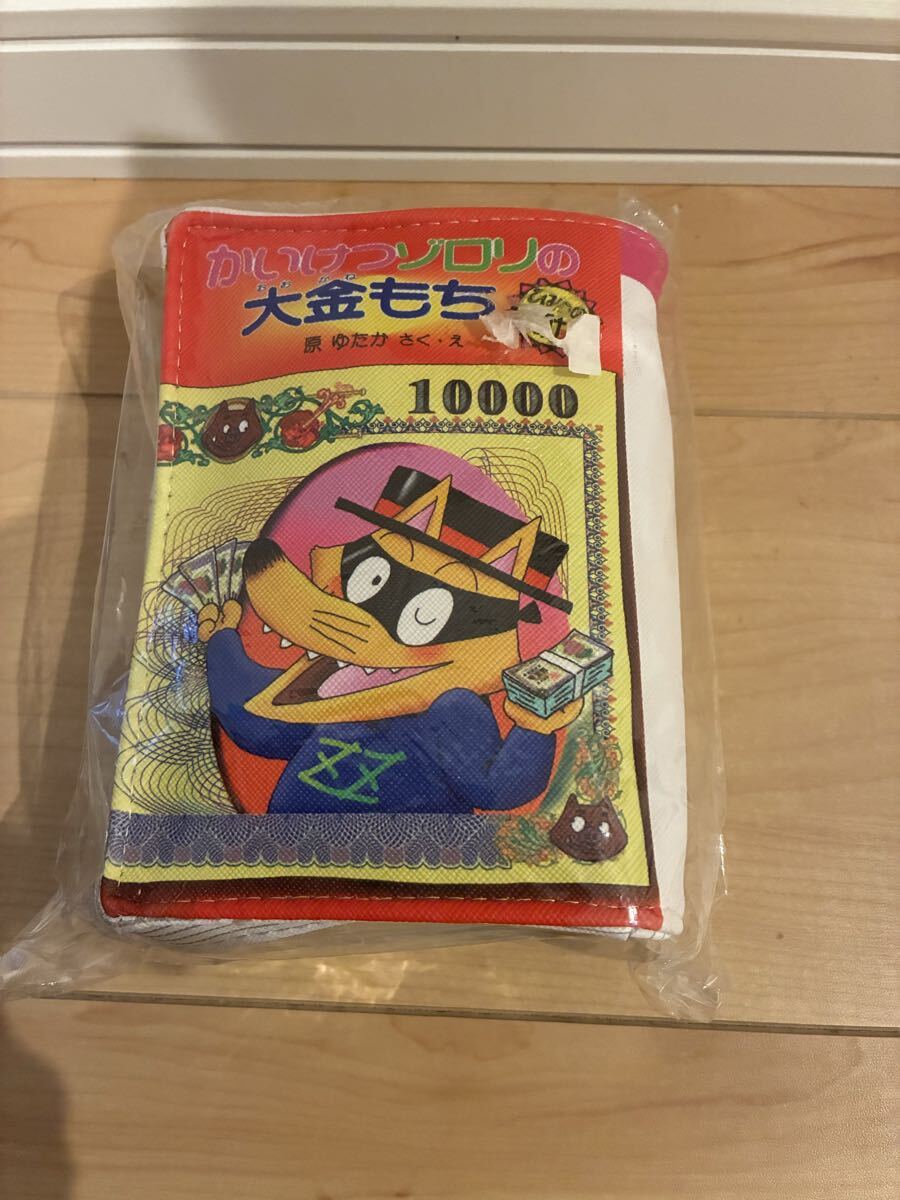 かいけつゾロリの
おおがね
大金もち
原 ゆたか さく・え
10000
ZZ